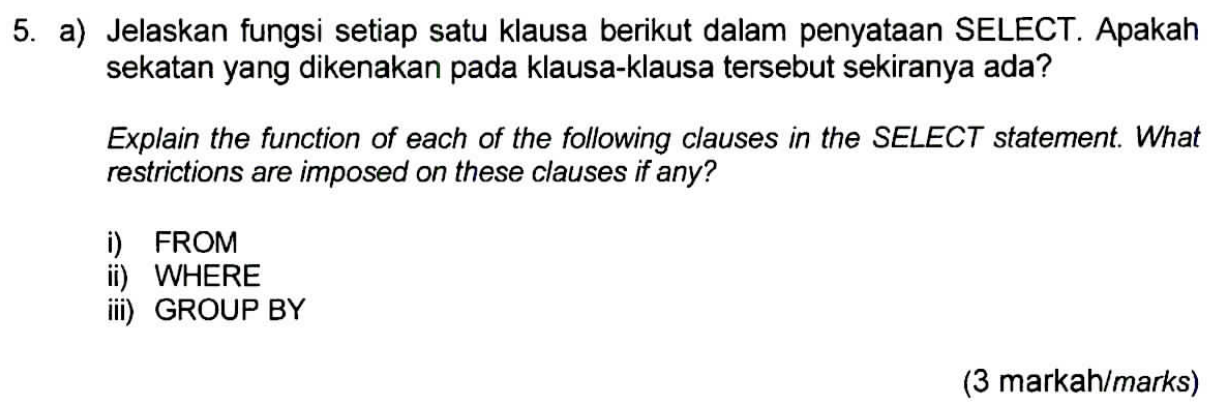 5. a) Jelaskan fungsi setiap satu klausa berikut dalam penyataan SELECT. Apakah
sekatan yang dikenakan pada klausa-klausa tersebut sekiranya ada?
Explain the function of each of the following clauses in the SELECT statement. What
restrictions are imposed on these clauses if any?
i) FROM
ii) WHERE
iii) GROUP BY
(3 markah/marks)